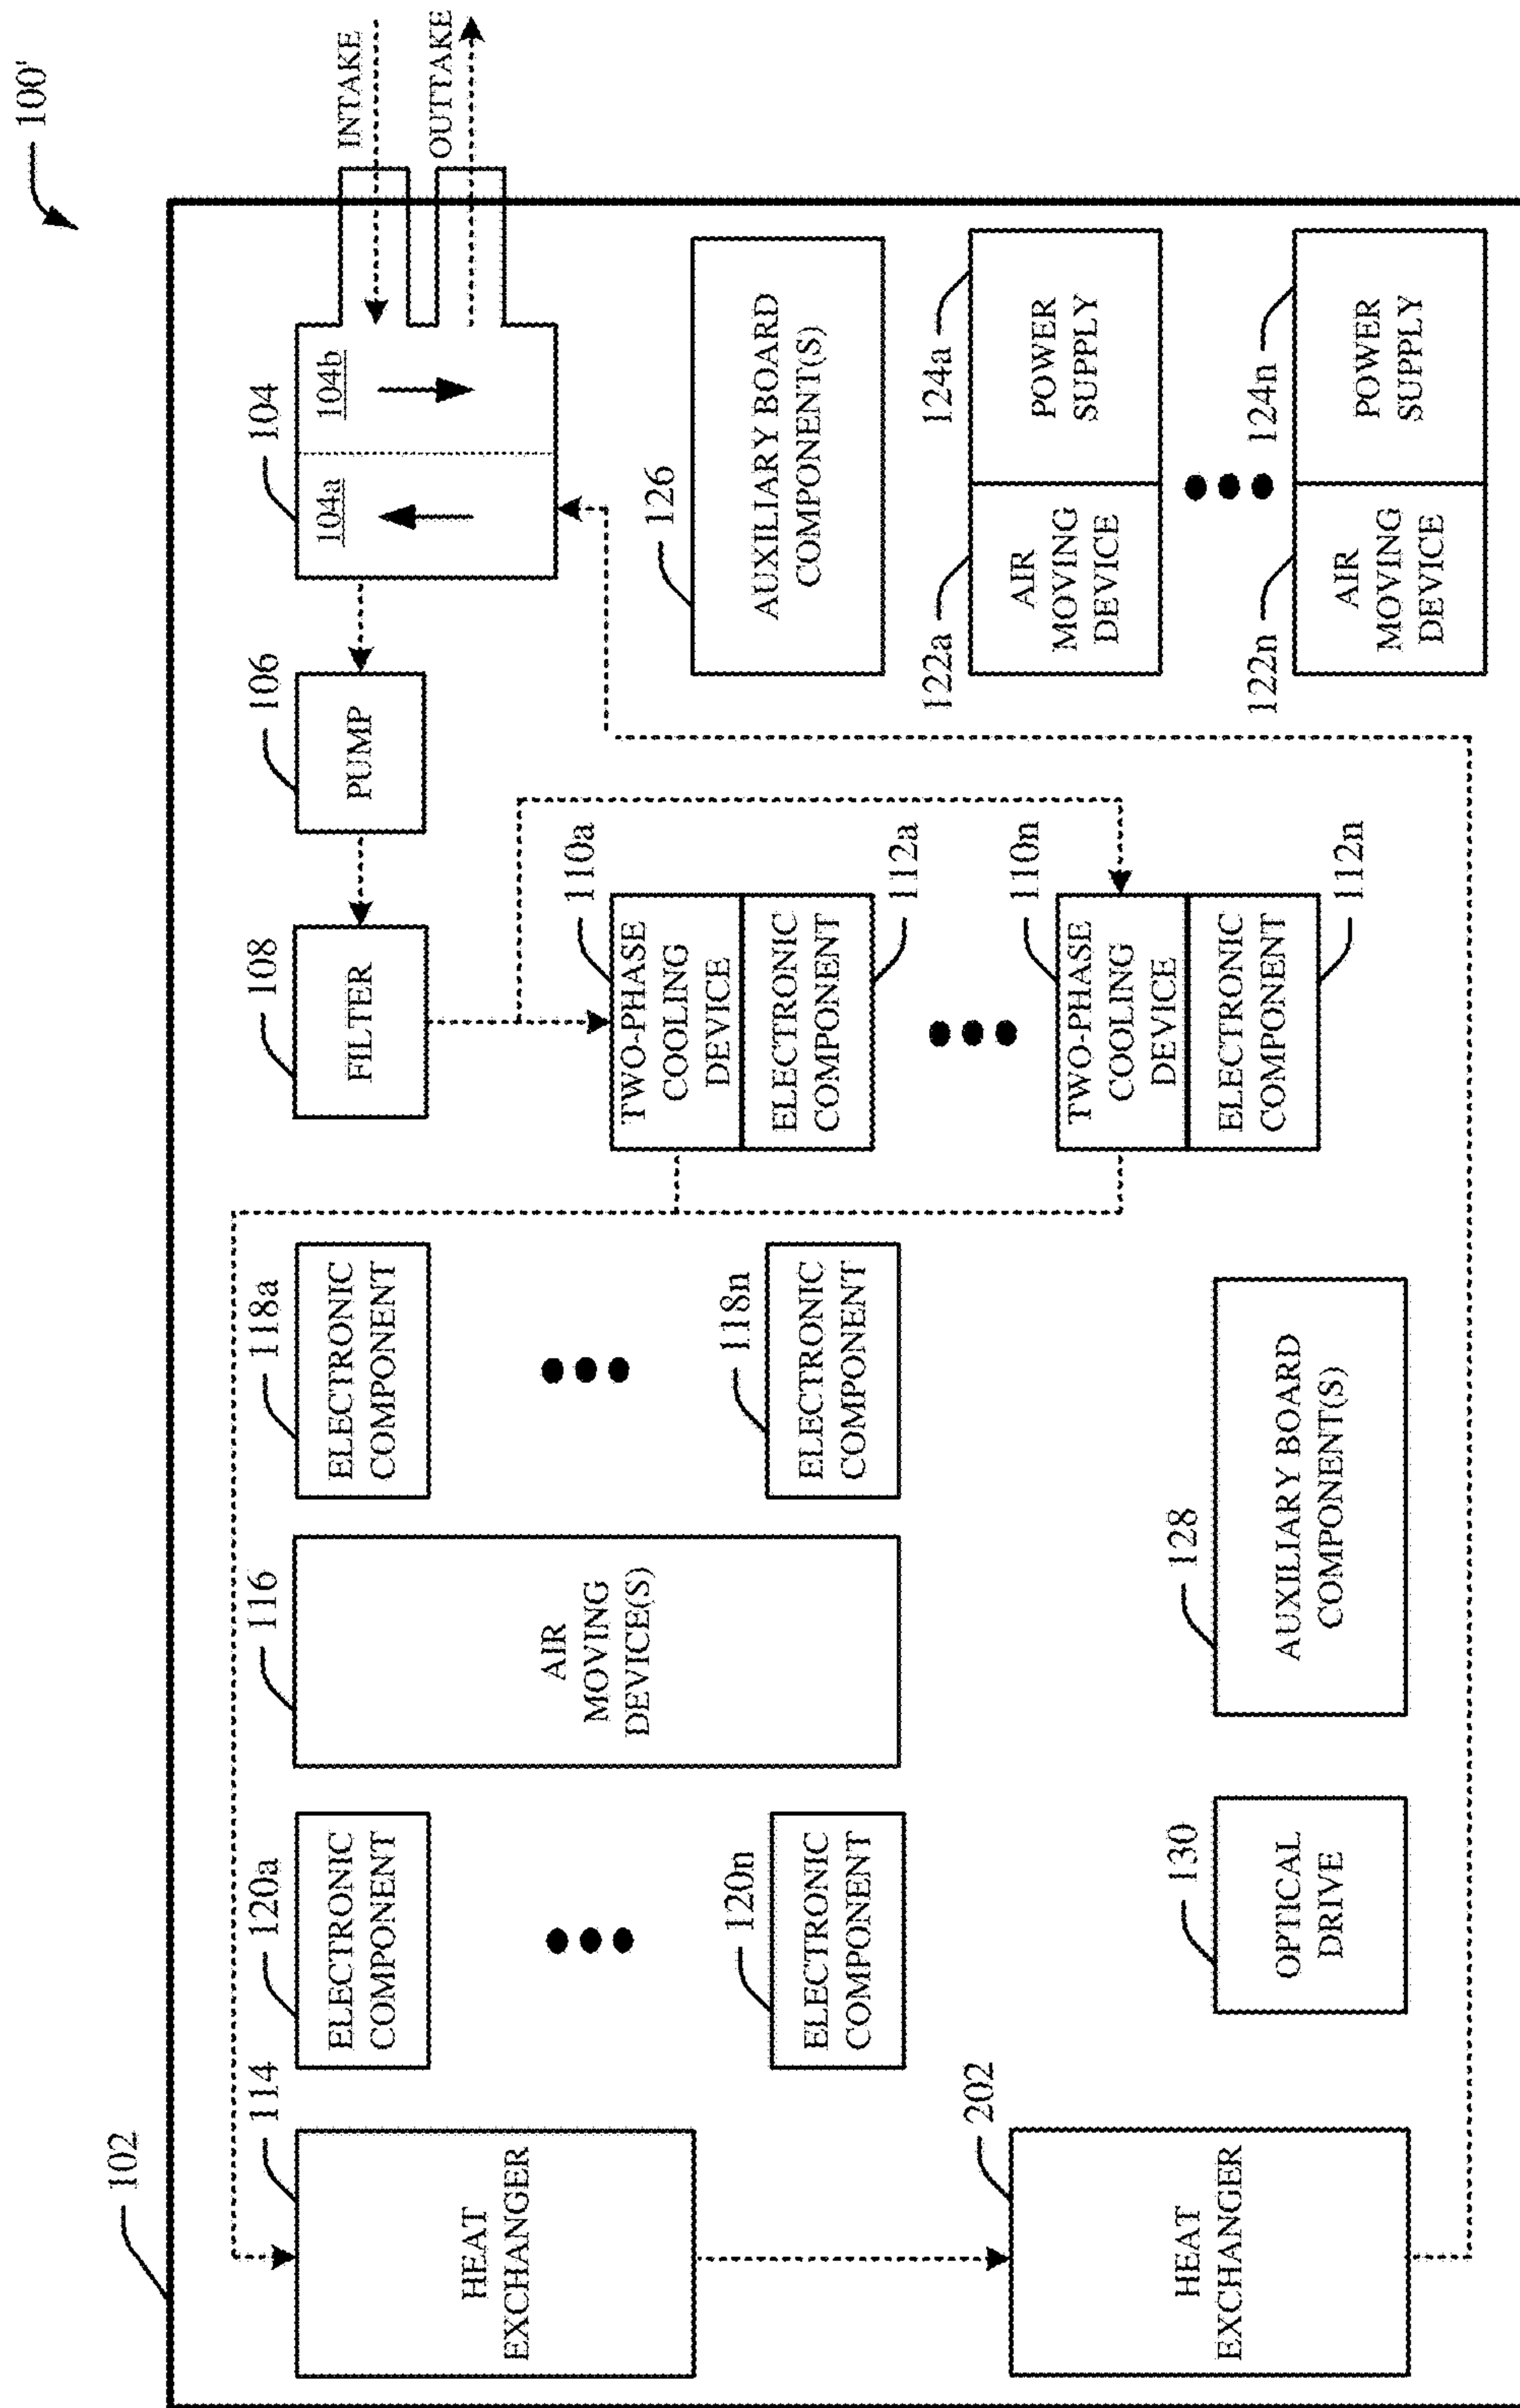 100'
102
114
HEAT
EXCHANGER
120a
ELECTRONIC
COMPONENT
116
AIR
MOVING
DEVICE(S)
118a
ELECTRONIC
COMPONENT
108
FILTER
106
PUMP
104
104a
104b
INTAKE
OUTTAKE
120n
ELECTRONIC
COMPONENT
118n
ELECTRONIC
COMPONENT
110a
TWO-PHASE
COOLING
DEVICE
ELECTRONIC
COMPONENT
112a
126
AUXILIARY BOARD
COMPONENT(S)
202
HEAT
EXCHANGER
130
OPTICAL
DRIVE
128
AUXILIARY BOARD
COMPONENT(S)
110n
TWO-PHASE
COOLING
DEVICE
ELECTRONIC
COMPONENT
112n
122a
AIR
MOVING
DEVICE
124a
POWER
SUPPLY
122n
AIR
MOVING
DEVICE
124n
POWER
SUPPLY